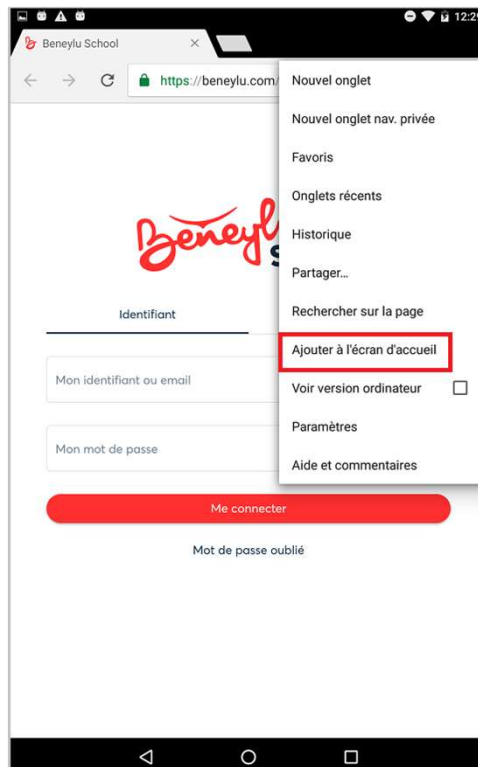 12:29
Beneylu School
https://beneylu.com/
Nouvel onglet
Nouvel onglet nav. privée
Favoris
Onglets récents
Historique
Partager...
Rechercher sur la page
Ajouter à l'écran d'accueil
Voir version ordinateur
Paramètres
Aide et commentaires
Beneyl
S
Identifiant
Mon identifiant ou email
Mon mot de passe
Me connecter
Mot de passe oublié